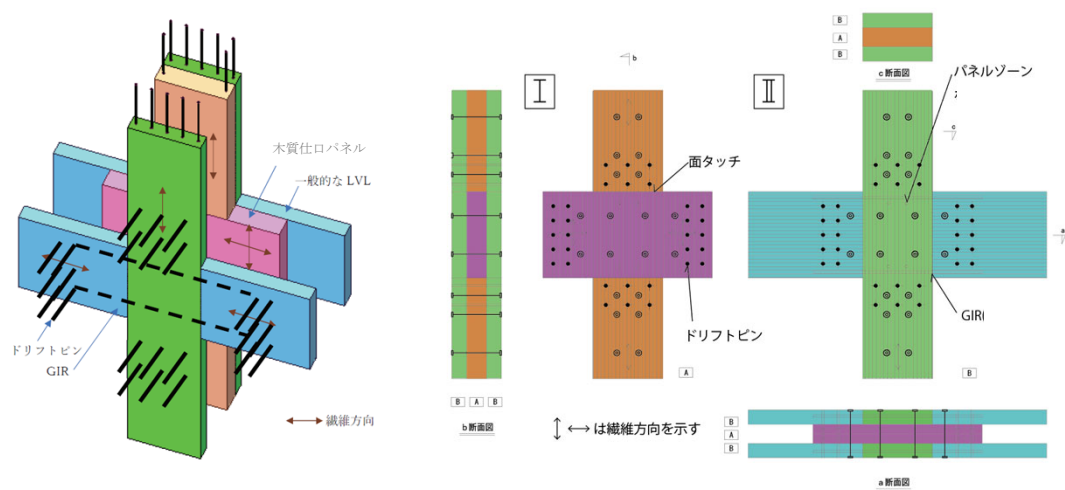 木質仕口パネル
一般的な LVL
ドリフトピン
GIR
繊維方向
B
A
B
c 断面図
b
I
II
パネルゾーン
c
面タッチ
a
ドリフトピン
GIR(
A
B
B A B
b 断面図
は繊維方向を示す
B
A
B
a 断面図